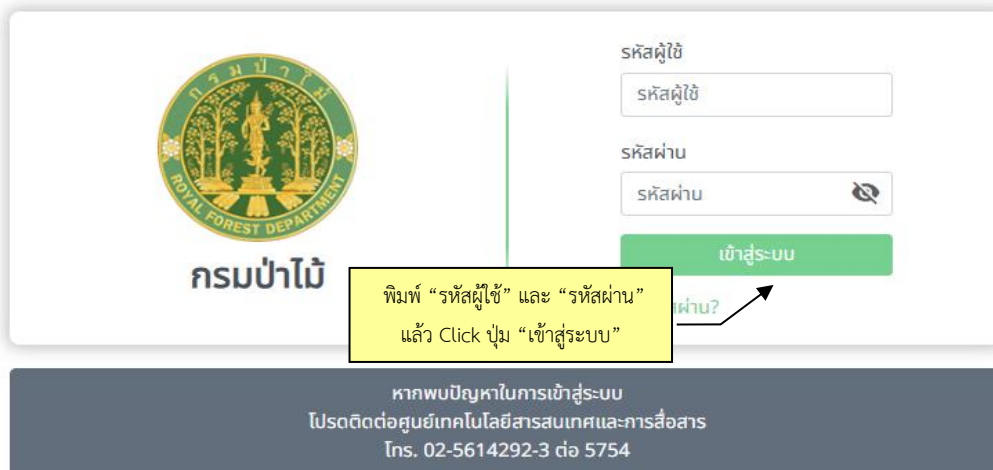 กรมป่าไม้
ROYAL FOREST DEPARTMENT
กรมป่าไม้
รหัสผู้ใช้
รหัสผู้ใช้
รหัสผ่าน
รหัสผ่าน
เข้าสู่ระบบ
พิมพ์ “รหัสผู้ใช้” และ “รหัสผ่าน”
แล้ว Click ปุ่ม “เข้าสู่ระบบ”
หากพบปัญหาในการเข้าสู่ระบบ
โปรดติดต่อศูนย์เทคโนโลยีสารสนเทศและการสื่อสาร
โทร. 02-5614292-3 ต่อ 5754